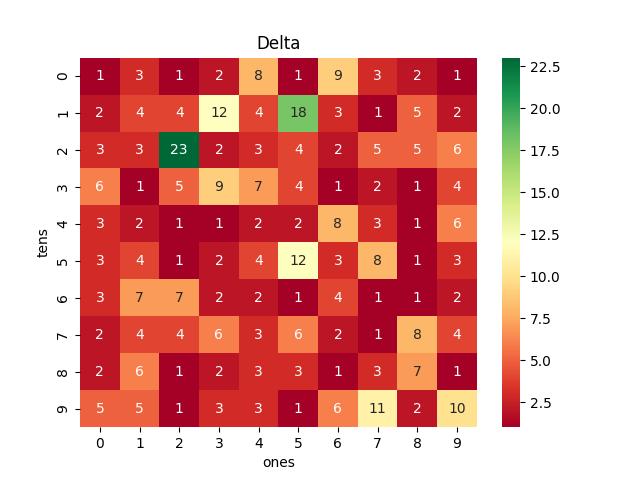 Delta
0 1 3 1 2 8 1 9 3 2 1
1 2 4 4 12 4 18 3 1 5 2
2 3 3 23 2 3 4 2 5 5 6
3 6 1 5 9 7 4 1 2 1 4
4 3 2 1 1 2 2 8 3 1 6
5 3 4 1 2 4 12 3 8 1 3
6 3 7 7 2 2 1 4 1 1 2
7 2 4 4 6 3 6 2 1 8 4
8 2 6 1 2 3 3 1 3 7 1
9 5 5 1 3 3 1 6 11 2 10
0 1 2 3 4 5 6 7 8 9
ones
tens
22.5
20.0
17.5
15.0
12.5
10.0
7.5
5.0
2.5